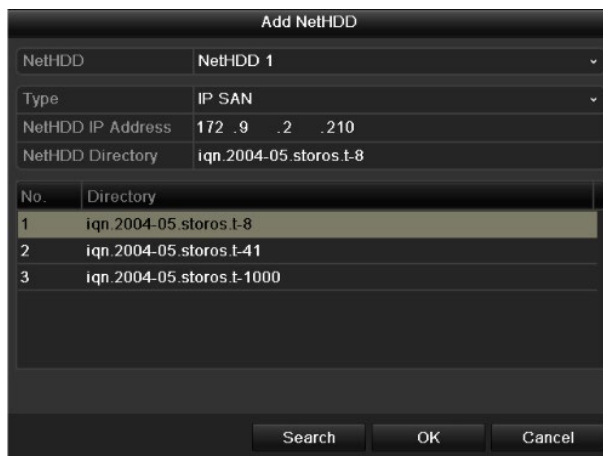 Add NetHDD
NetHDD NetHDD 1
Type IP SAN
NetHDD IP Address 172 .9 .2 .210
NetHDD Directory iqn.2004-05.storos.t-8
No. Directory
1 iqn.2004-05.storos.t-8
2 iqn.2004-05.storos.t-41
3 iqn.2004-05.storos.t-1000
Search OK Cancel